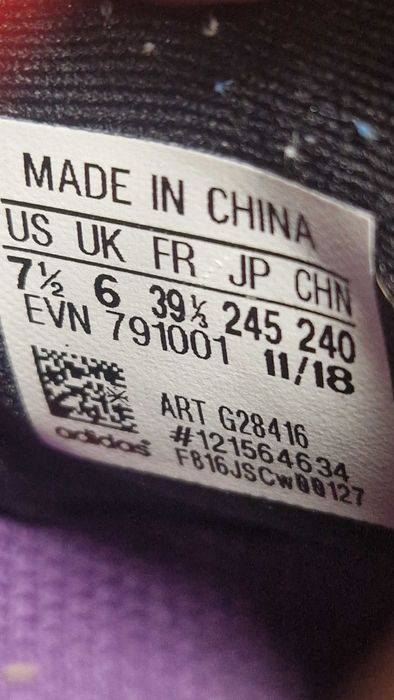 MADE IN CHINA
US UK FR JP CHN
7½ 6 39⅓ 245 240
EVN 791001 11/18
ART G28416
#121564634
adidas F816JSCw00127